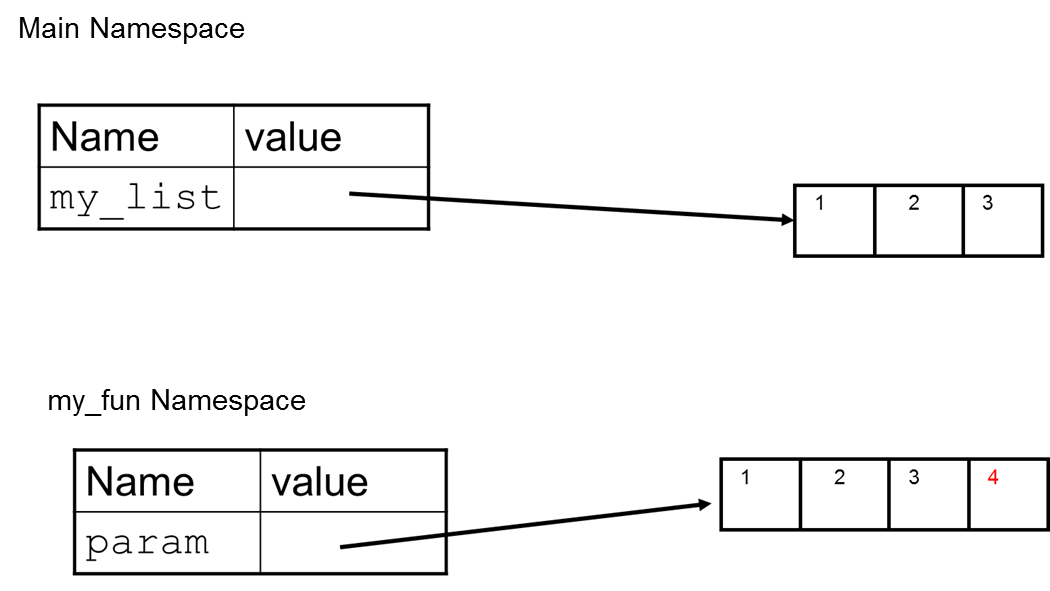 Main Namespace
Name value
my_list
1 2 3
my_fun Namespace
Name value
param
1 2 3 4